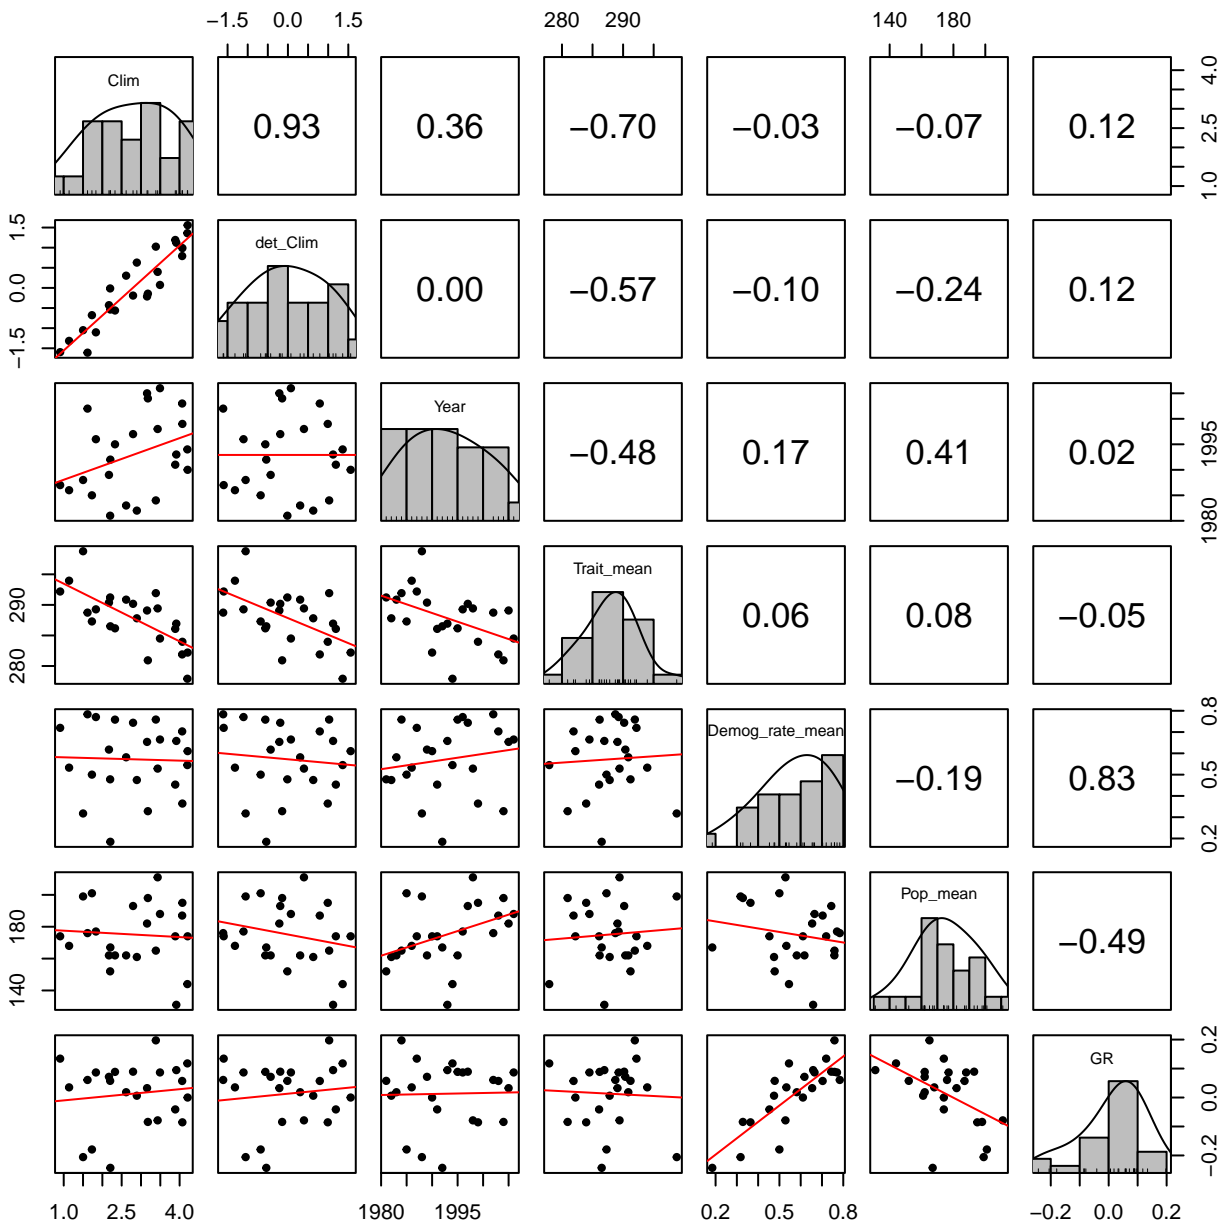 −1.5 0.0 1.5 280 290 140 180
Clim 0.93 0.36 −0.70 −0.03 −0.07 0.12 1.0 2.5 4.0
−1.5 0.0 1.5 det_Clim 0.00 −0.57 −0.10 −0.24 0.12
Year −0.48 0.17 0.41 0.02 1980 1995
280 290 Trait_mean 0.06 0.08 −0.05
Demog_rate_mean −0.19 0.83 0.2 0.5 0.8
140 180 Pop_mean −0.49
GR −0.2 0.0 0.2
1.0 2.5 4.0 1980 1995 0.2 0.5 0.8 −0.2 0.0 0.2